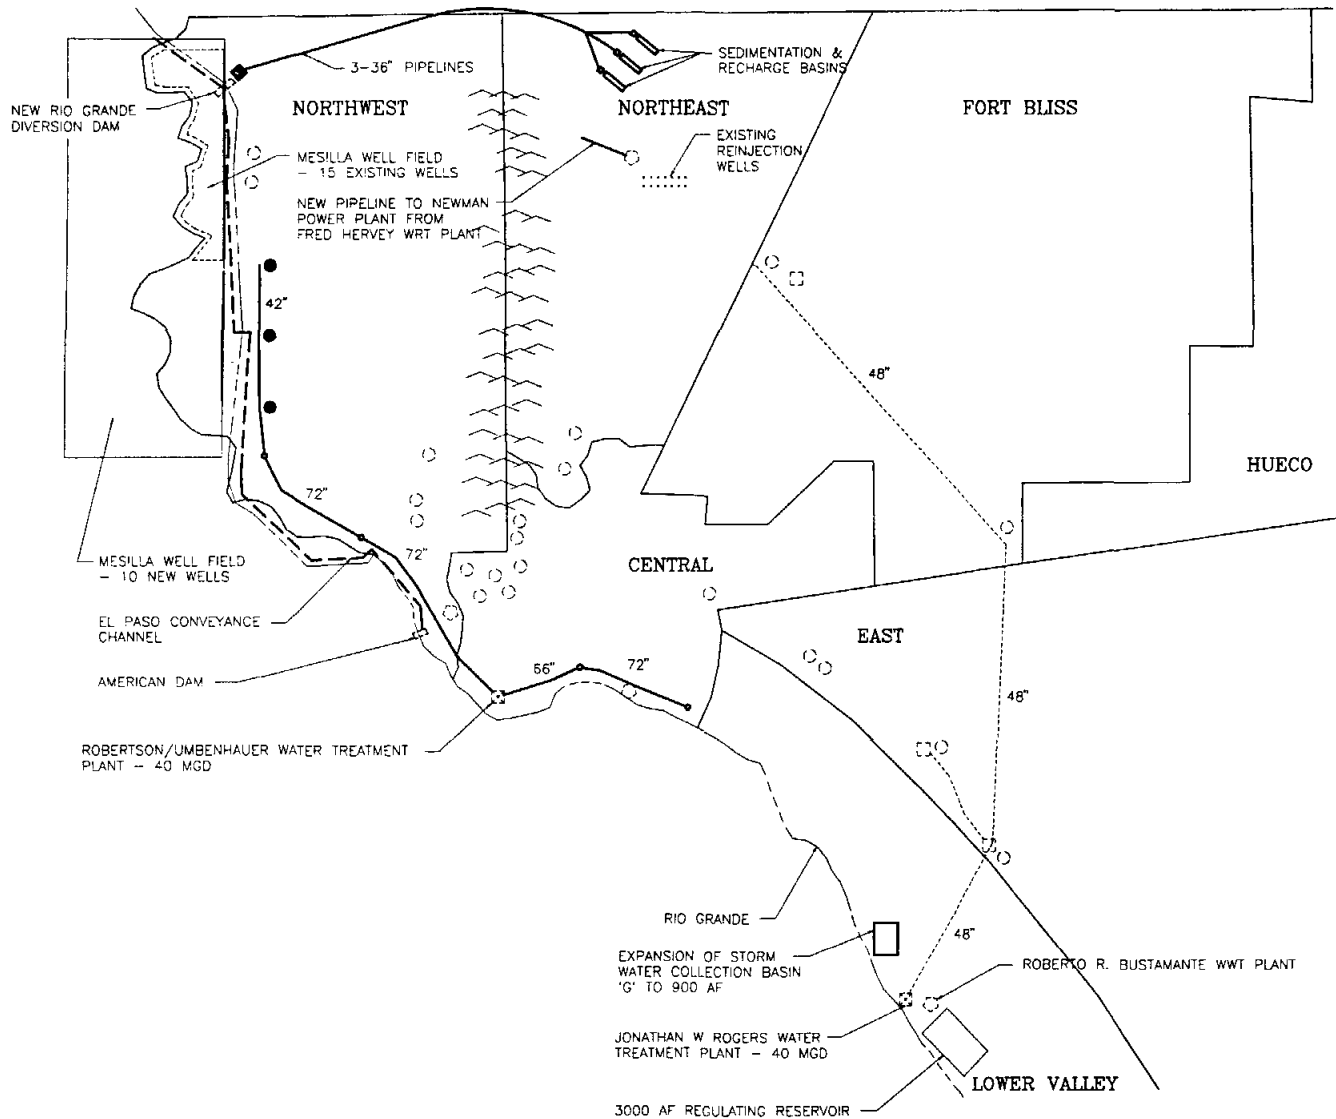 SEDIMENTATION &
RECHARGE BASINS
3-36" PIPELINES
NEW RIO GRANDE
DIVERSION DAM
NORTHWEST
NORTHEAST
FORT BLISS
EXISTING
REINJECTION
WELLS
MESILLA WELL FIELD
- 15 EXISTING WELLS
NEW PIPELINE TO NEWMAN
POWER PLANT FROM
FRED HERVEY WRT PLANT
42"
48"
HUECO
72"
72"
MESILLA WELL FIELD
- 10 NEW WELLS
CENTRAL
EL PASO CONVEYANCE
CHANNEL
EAST
AMERICAN DAM
66"
72"
48"
ROBERTSON/UMBENHAUER WATER TREATMENT
PLANT - 40 MGD
RIO GRANDE
48"
EXPANSION OF STORM
WATER COLLECTION BASIN
'G' TO 900 AF
ROBERTO R. BUSTAMANTE WWT PLANT
JONATHAN W ROGERS WATER
TREATMENT PLANT - 40 MGD
LOWER VALLEY
3000 AF REGULATING RESERVOIR